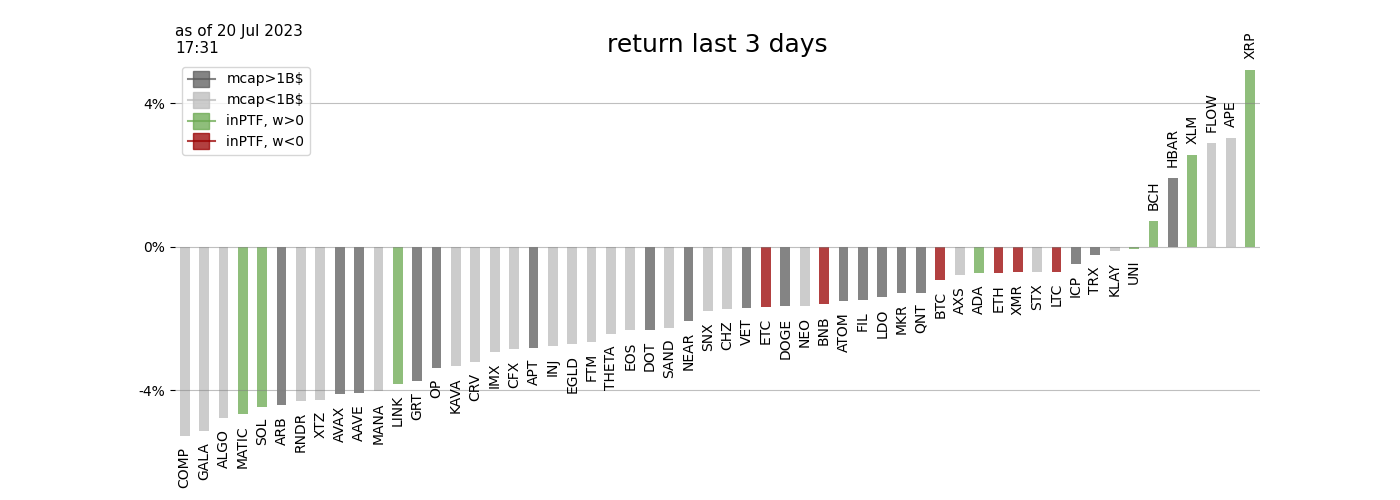 as of 20 Jul 2023
17:31
return last 3 days
mcap>1B$
mcap<1B$
inPTF, w>0
inPTF, w<0
4%
0%
-4%
COMP
GALA
ALGO
MATIC
SOL
ARB
RNDR
XTZ
AVAX
AAVE
MANA
LINK
GRT
OP
KAVA
CRV
IMX
CFX
APT
INJ
EGLD
FTM
THETA
EOS
DOT
SAND
NEAR
SNX
CHZ
VET
ETC
DOGE
NEO
BNB
ATOM
FIL
LDO
MKR
QNT
BTC
AXS
ADA
ETH
XMR
STX
LTC
ICP
TRX
KLAY
UNI
BCH
HBAR
XLM
FLOW
APE
XRP